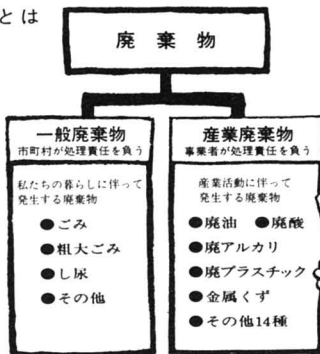 とは
廃棄物
一般廃棄物
市町村が処理責任を負う
私たちの暮らしに伴って
発生する廃棄物
●ごみ
●粗大ごみ
●し尿
●その他
産業廃棄物
事業者が処理責任を負う
産業活動に伴って
発生する廃棄物
●廃油 ●廃酸
●廃アルカリ
●廃プラスチック
●金属くず
●その他14種